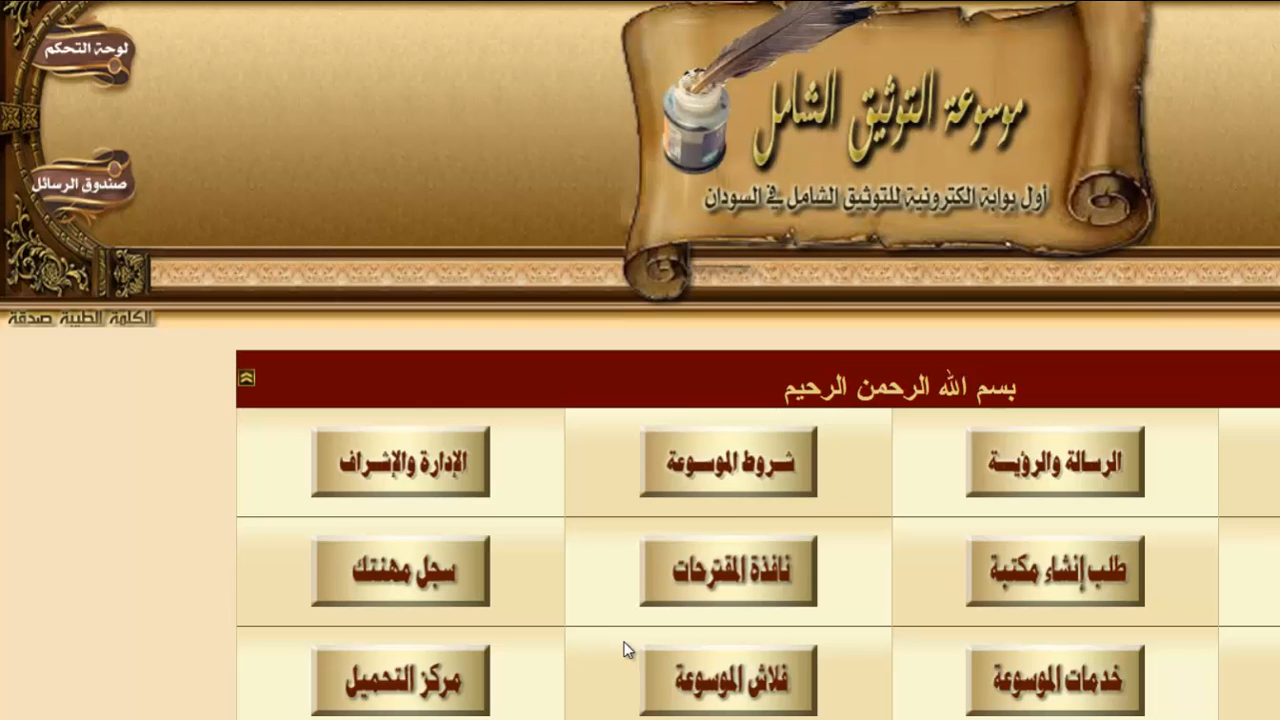 لوحة التحكم
موسوعة التوثيق الشامل
صندوق الرسائل
أول بوابة الكترونية للتوثيق الشامل في السودان
الكلمة الطيبة صدقة
بسم الله الرحمن الرحيم
الرسالة والرؤية
شروط الموسوعة
الإدارة والإشراف
طلب إنشاء مكتبة
نافذة المقترحات
سجل مهنتك
خدمات الموسوعة
فلاش الموسوعة
مركز التحميل